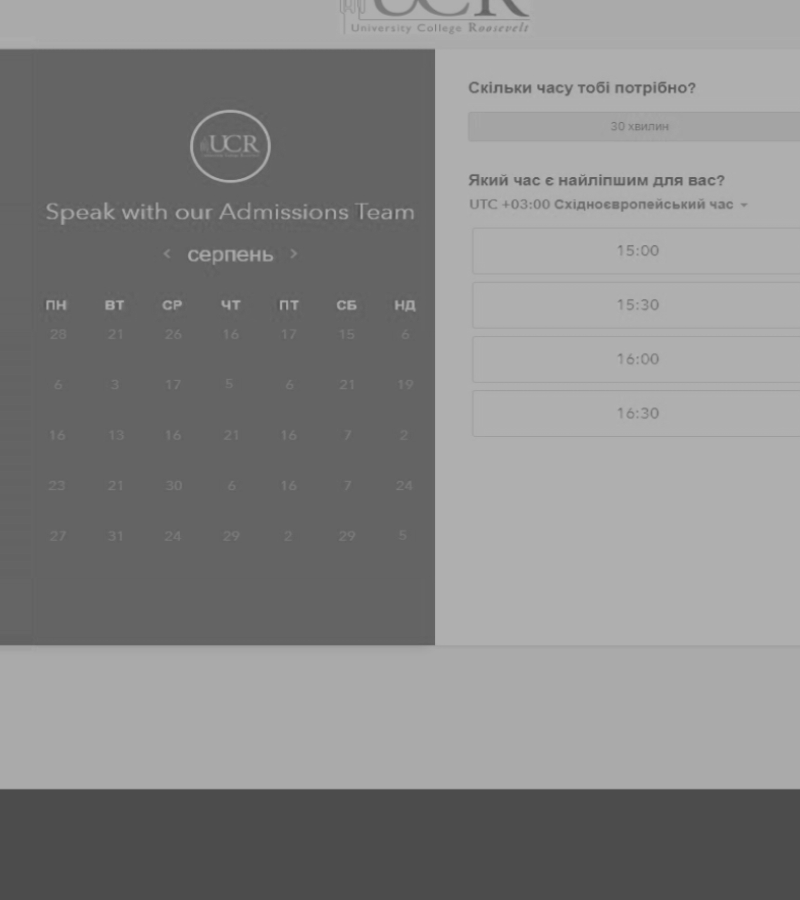 UCR
University College Roosevelt
UCR
Speak with our Admissions Team
‹ серпень ›
ПН ВТ СР ЧТ ПТ СБ НД
28 21 26 16 17 15 6
6 3 17 5 6 21 19
16 13 16 21 16 7 2
23 21 30 6 16 7 24
27 31 24 29 2 29 5
Скільки часу тобі потрібно?
30 хвилин
Який час є найліпшим для вас?
UTC +03:00 Східноєвропейський час
15:00
15:30
16:00
16:30